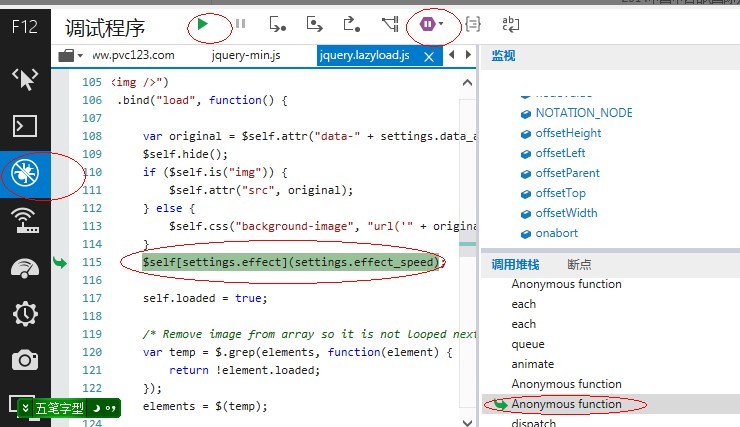 F12
调试程序
www.pvc123.com
jquery-min.js
jquery.lazyload.js
监视
105 <img />")
106 .bind("load", function() {
107
108 var original = $self.attr("data-" + settings.data_a
109 $self.hide();
110 if ($self.is("img")) {
111 $self.attr("src", original);
112 } else {
113 $self.css("background-image", "url('" + origina
114 }
115 $self[settings.effect](settings.effect_speed);
116
117 self.loaded = true;
118
119 /* Remove image from array so it is not looped next
120 var temp = $.grep(elements, function(element) {
121 return !element.loaded;
122 });
123 elements = $(temp);
124
NOTATION_NODE
offsetHeight
offsetLeft
offsetParent
offsetTop
offsetWidth
onabort
调用堆栈
断点
Anonymous function
each
each
queue
animate
Anonymous function
Anonymous function
dispatch
五笔字型